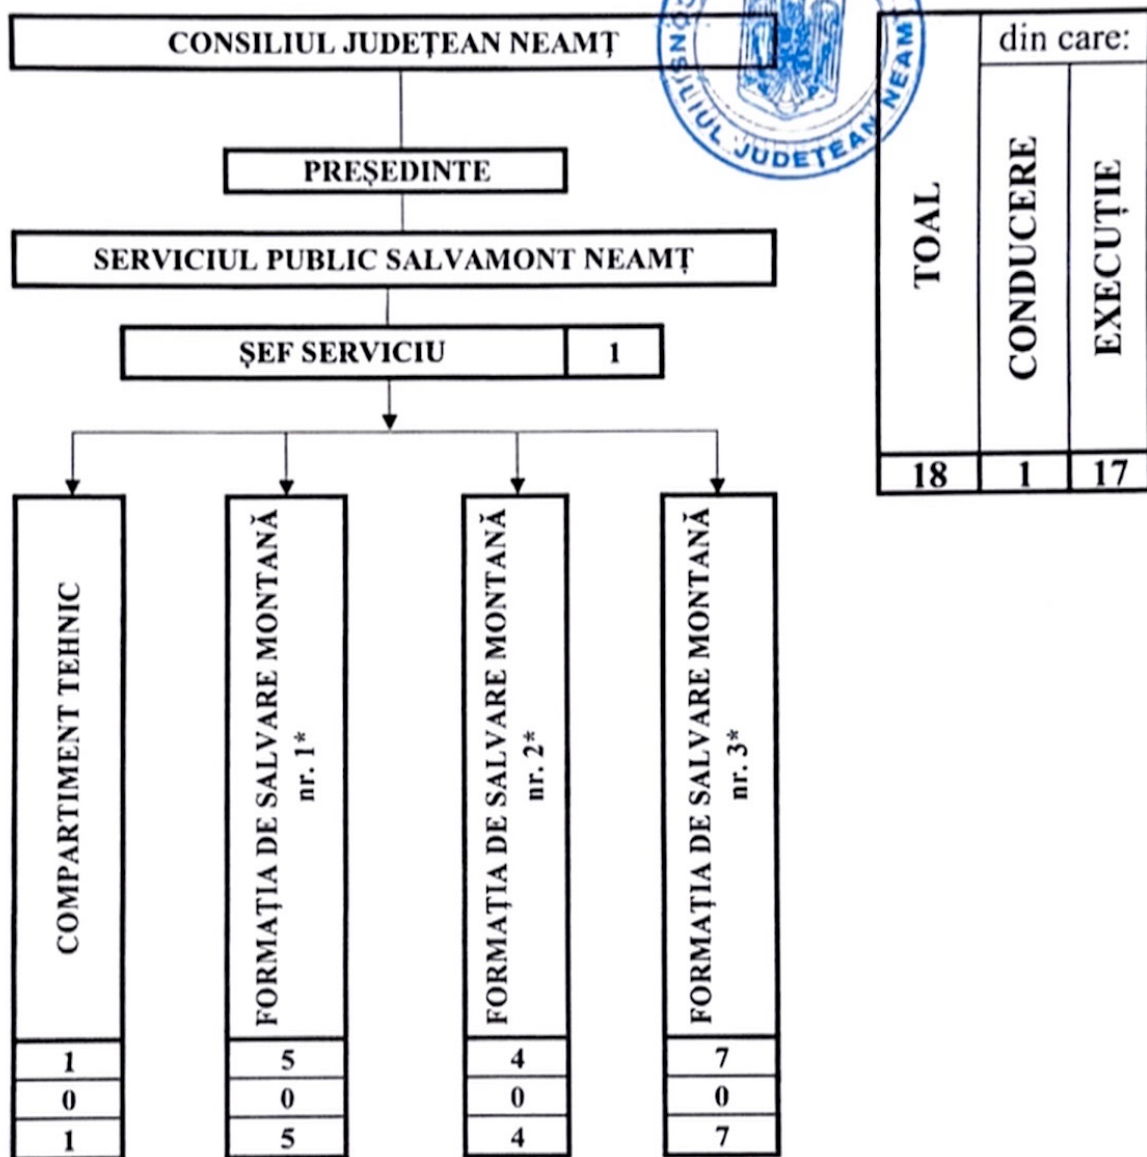 CONSILIUL JUDEȚEAN NEAMȚ
CONSILIUL JUDEȚEAN NEAMȚ
PREȘEDINTE
SERVICIUL PUBLIC SALVAMONT NEAMȚ
ȘEF SERVICIU 1
din care:
TOAL
CONDUCERE
EXECUȚIE
18 1 17
COMPARTIMENT TEHNIC
FORMAȚIA DE SALVARE MONTANĂ
nr. 1*
FORMAȚIA DE SALVARE MONTANĂ
nr. 2*
FORMAȚIA DE SALVARE MONTANĂ
nr. 3*
1 5 4 7
0 0 0 0
1 5 4 7